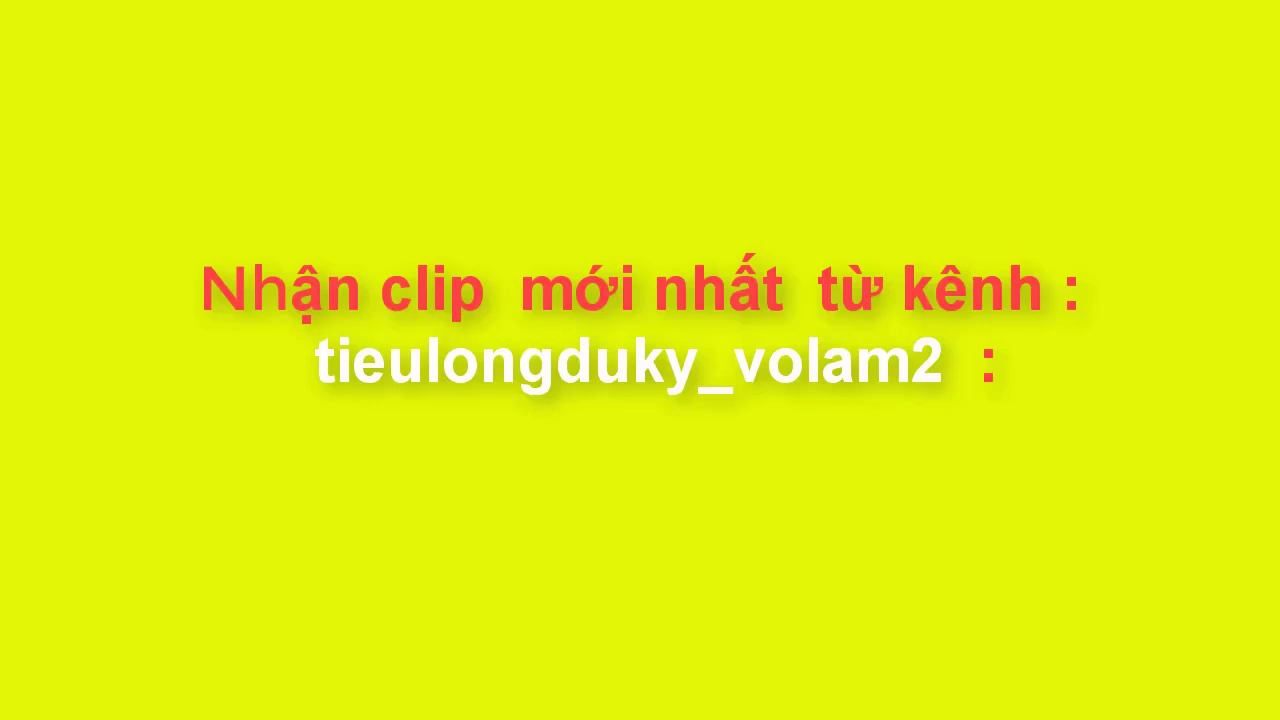 Nhận clip mới nhất từ kênh :
tieulongduky_volam2 :